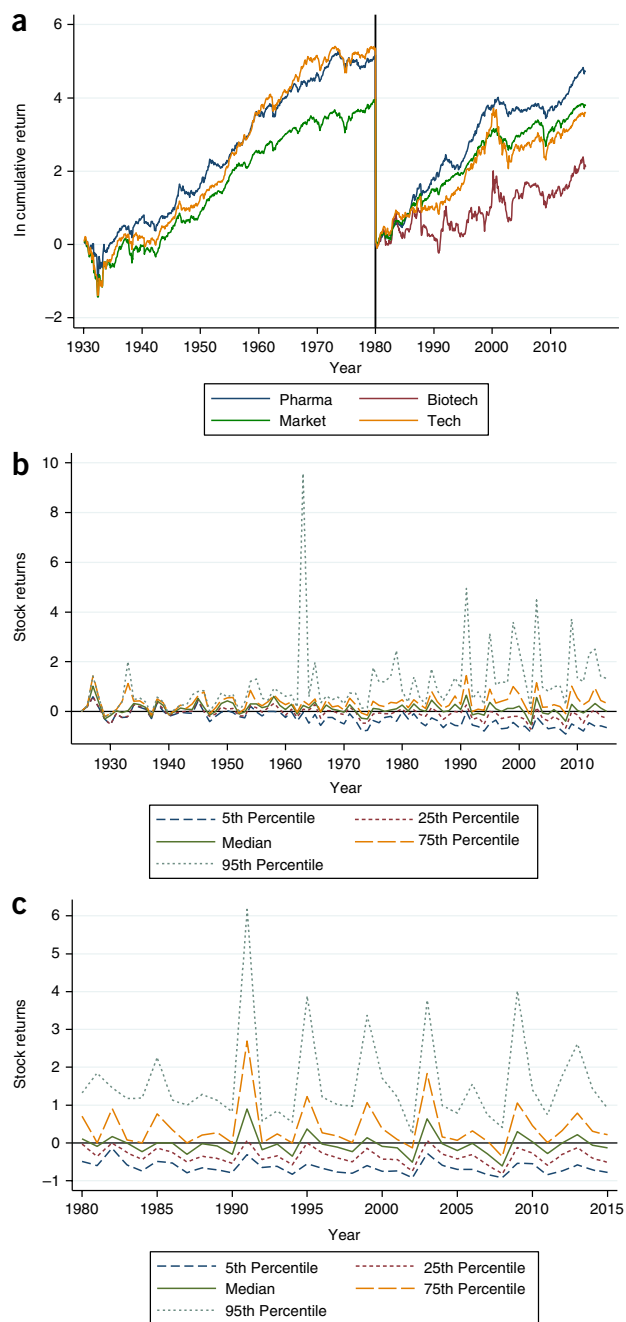 a
6
4
2
0
−2
ln cumulative return
1930 1940 1950 1960 1970 1980 1990 2000 2010
Year
Pharma Biotech
Market Tech
b
10
8
6
4
2
0
Stock returns
1930 1940 1950 1960 1970 1980 1990 2000 2010
Year
5th Percentile 25th Percentile
Median 75th Percentile
95th Percentile
c
6
5
4
3
2
1
0
−1
Stock returns
1980 1985 1990 1995 2000 2005 2010 2015
Year
5th Percentile 25th Percentile
Median 75th Percentile
95th Percentile